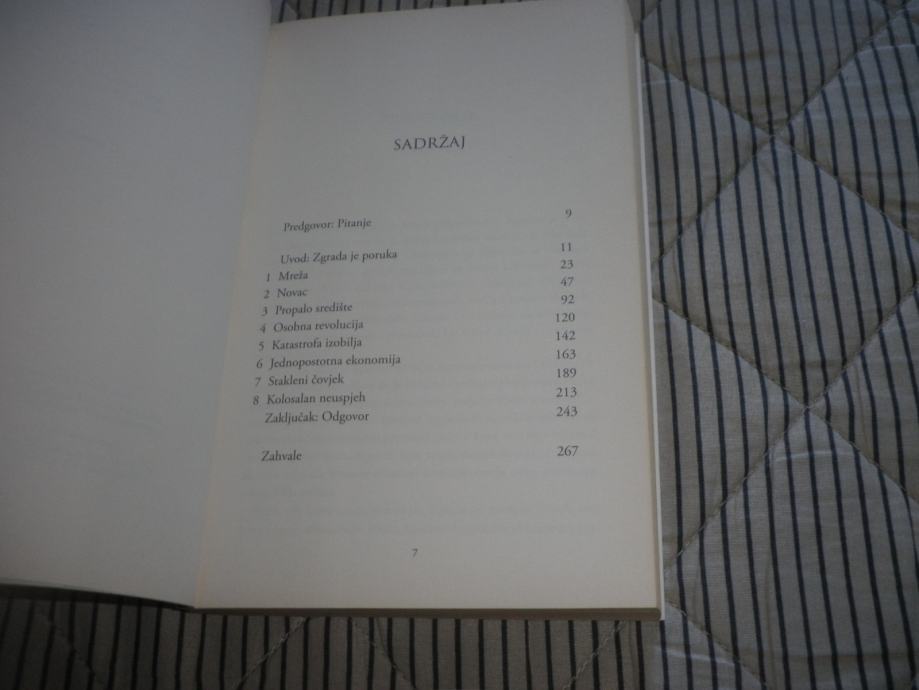 SADRŽAJ
Predgovor: Pitanje 9
Uvod: Zgrada je poruka 11
1 Mreža 23
2 Novac 47
3 Propalo središte 92
4 Osobna revolucija 120
5 Katastrofa izobilja 142
6 Jednopostotna ekonomija 163
7 Stakleni čovjek 189
8 Kolosalan neuspjeh 213
Zaključak: Odgovor 243
Zahvale 267
7